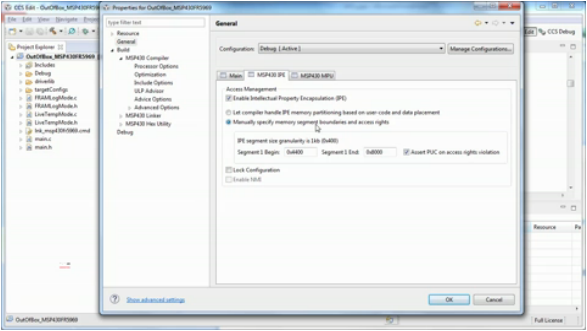 CCS Edit - OutOfBox_MSP430FR5969
Properties for OutOfBox_MSP430FR5969
File Edit View Navigate Project
CCS Debug
Project Explorer
OutOfBox_MSP430FR5969
Includes
Debug
driverlib
targetConfigs
FRAMLogMode.c
FRAMLogMode.h
LiveTempMode.c
LiveTempMode.h
lnk_msp430fr5969.cmd
main.c
main.h
type filter text
Resource
General
Build
MSP430 Compiler
Processor Options
Optimization
Include Options
ULP Advisor
Advice Options
Advanced Options
MSP430 Linker
MSP430 Hex Utility
Debug
General
Configuration: Debug [ Active ]
Manage Configurations...
Main MSP430 IPE MSP430 MPU
Access Management
Enable Intellectual Property Encapsulation (IPE)
Let compiler handle IPE memory partitioning based on user-code and data placement
Manually specify memory segment boundaries and access rights
IPE segment size granularity is 1kb (0x400)
Segment 1 Begin: 0x4400 Segment 1 End: 0x8000 Assert PUC on access rights violation
Lock Configuration
Enable NMI
Resource Pa
Show advanced settings
OK Cancel
OutOfBox_MSP430FR5969
Full License